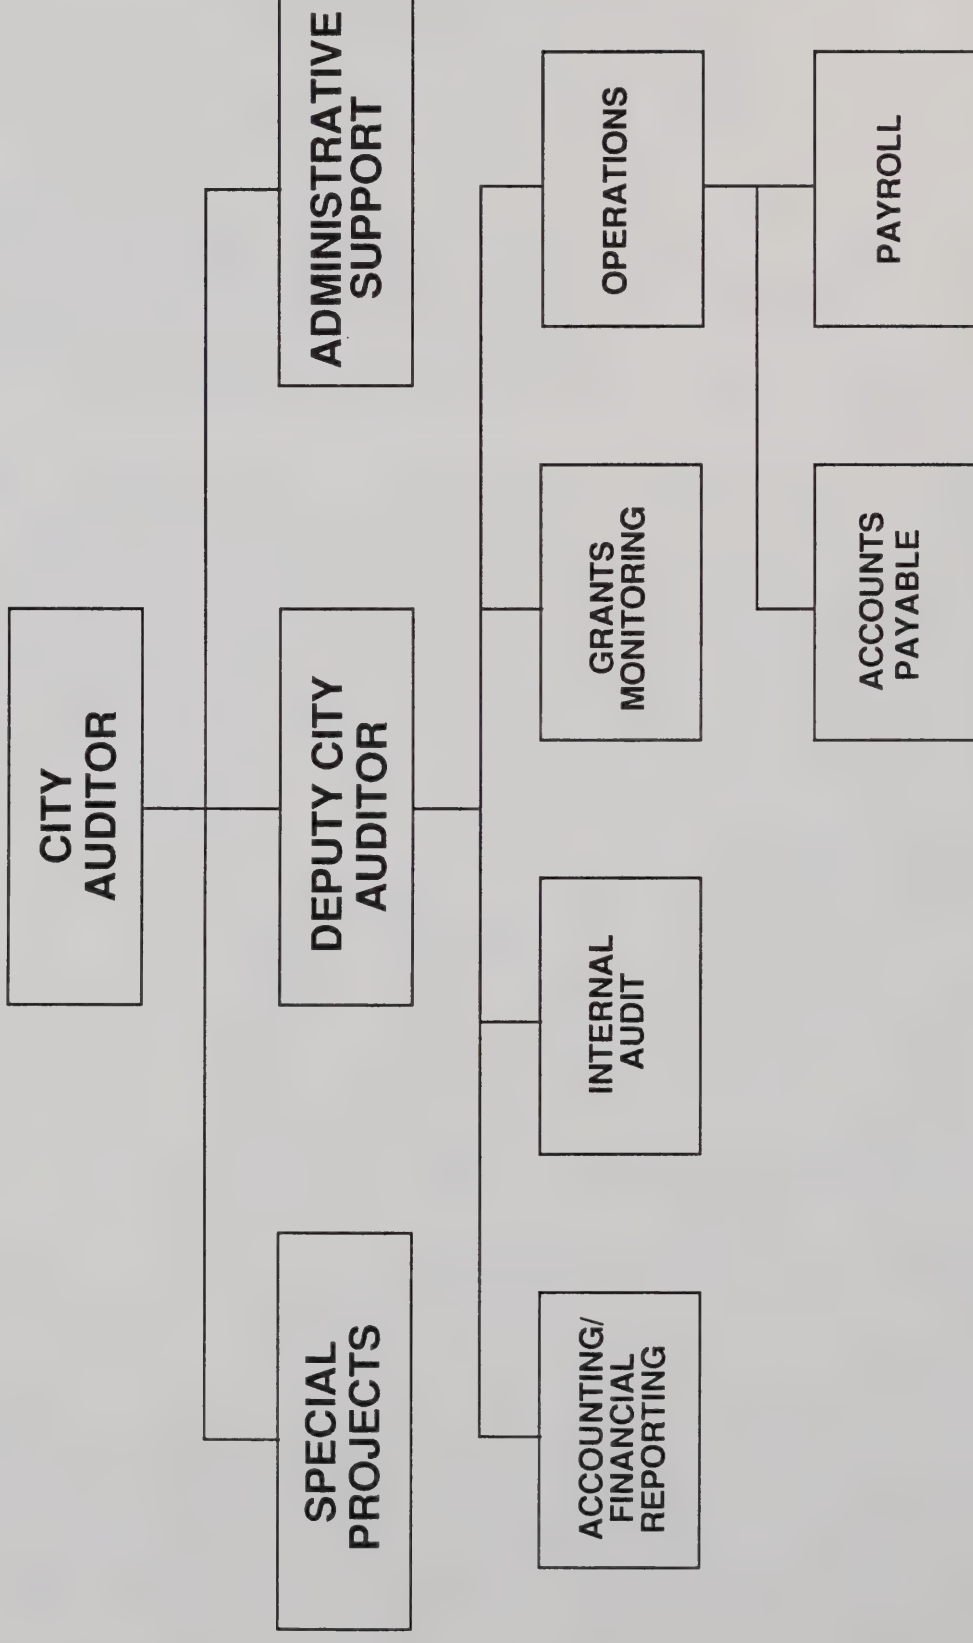 CITY
AUDITOR
SPECIAL
PROJECTS
DEPUTY CITY
AUDITOR
ADMINISTRATIVE
SUPPORT
ACCOUNTING/
FINANCIAL
REPORTING
INTERNAL
AUDIT
GRANTS
MONITORING
OPERATIONS
ACCOUNTS
PAYABLE
PAYROLL